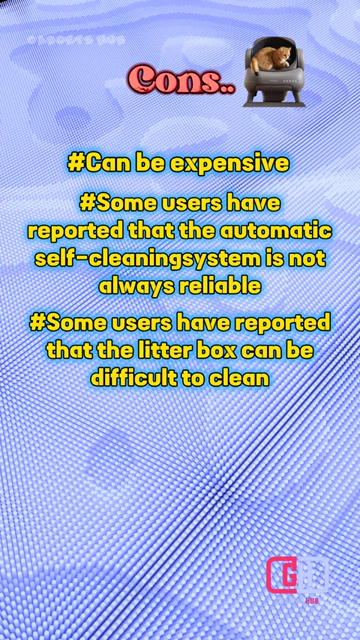 Cons..
#Can be expensive
#Some users have
reported that the automatic
self-cleaningsystem is not
always reliable
#Some users have reported
that the litter box can be
difficult to clean
HUB